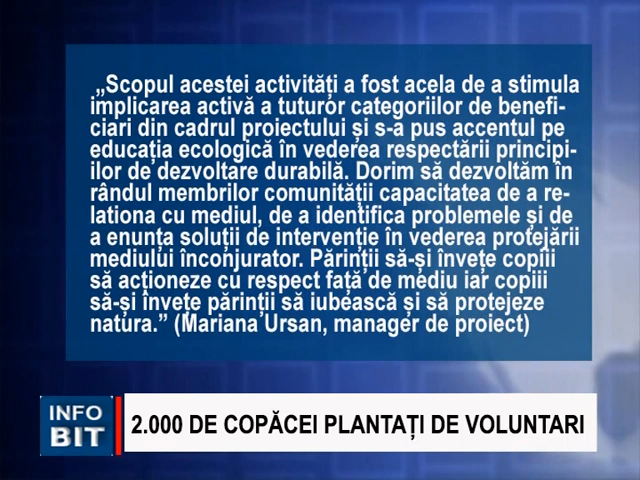 „Scopul acestei activități a fost acela de a stimula
implicarea activă a tuturor categoriilor de benefi-
ciari din cadrul proiectului și s-a pus accentul pe
educația ecologică în vederea respectării principi-
ilor de dezvoltare durabilă. Dorim să dezvoltăm în
rândul membrilor comunității capacitatea de a re-
laționa cu mediul, de a identifica problemele și de
a enunța soluții de intervenție în vederea protejării
mediului înconjurator. Părinții să-și învețe copiii
să acționeze cu respect față de mediu iar copiii
să-și învețe părinții să iubească și să protejeze
natura.” (Mariana Ursan, manager de proiect)
INFO
BIT
2.000 DE COPĂCEI PLANTAȚI DE VOLUNTARI